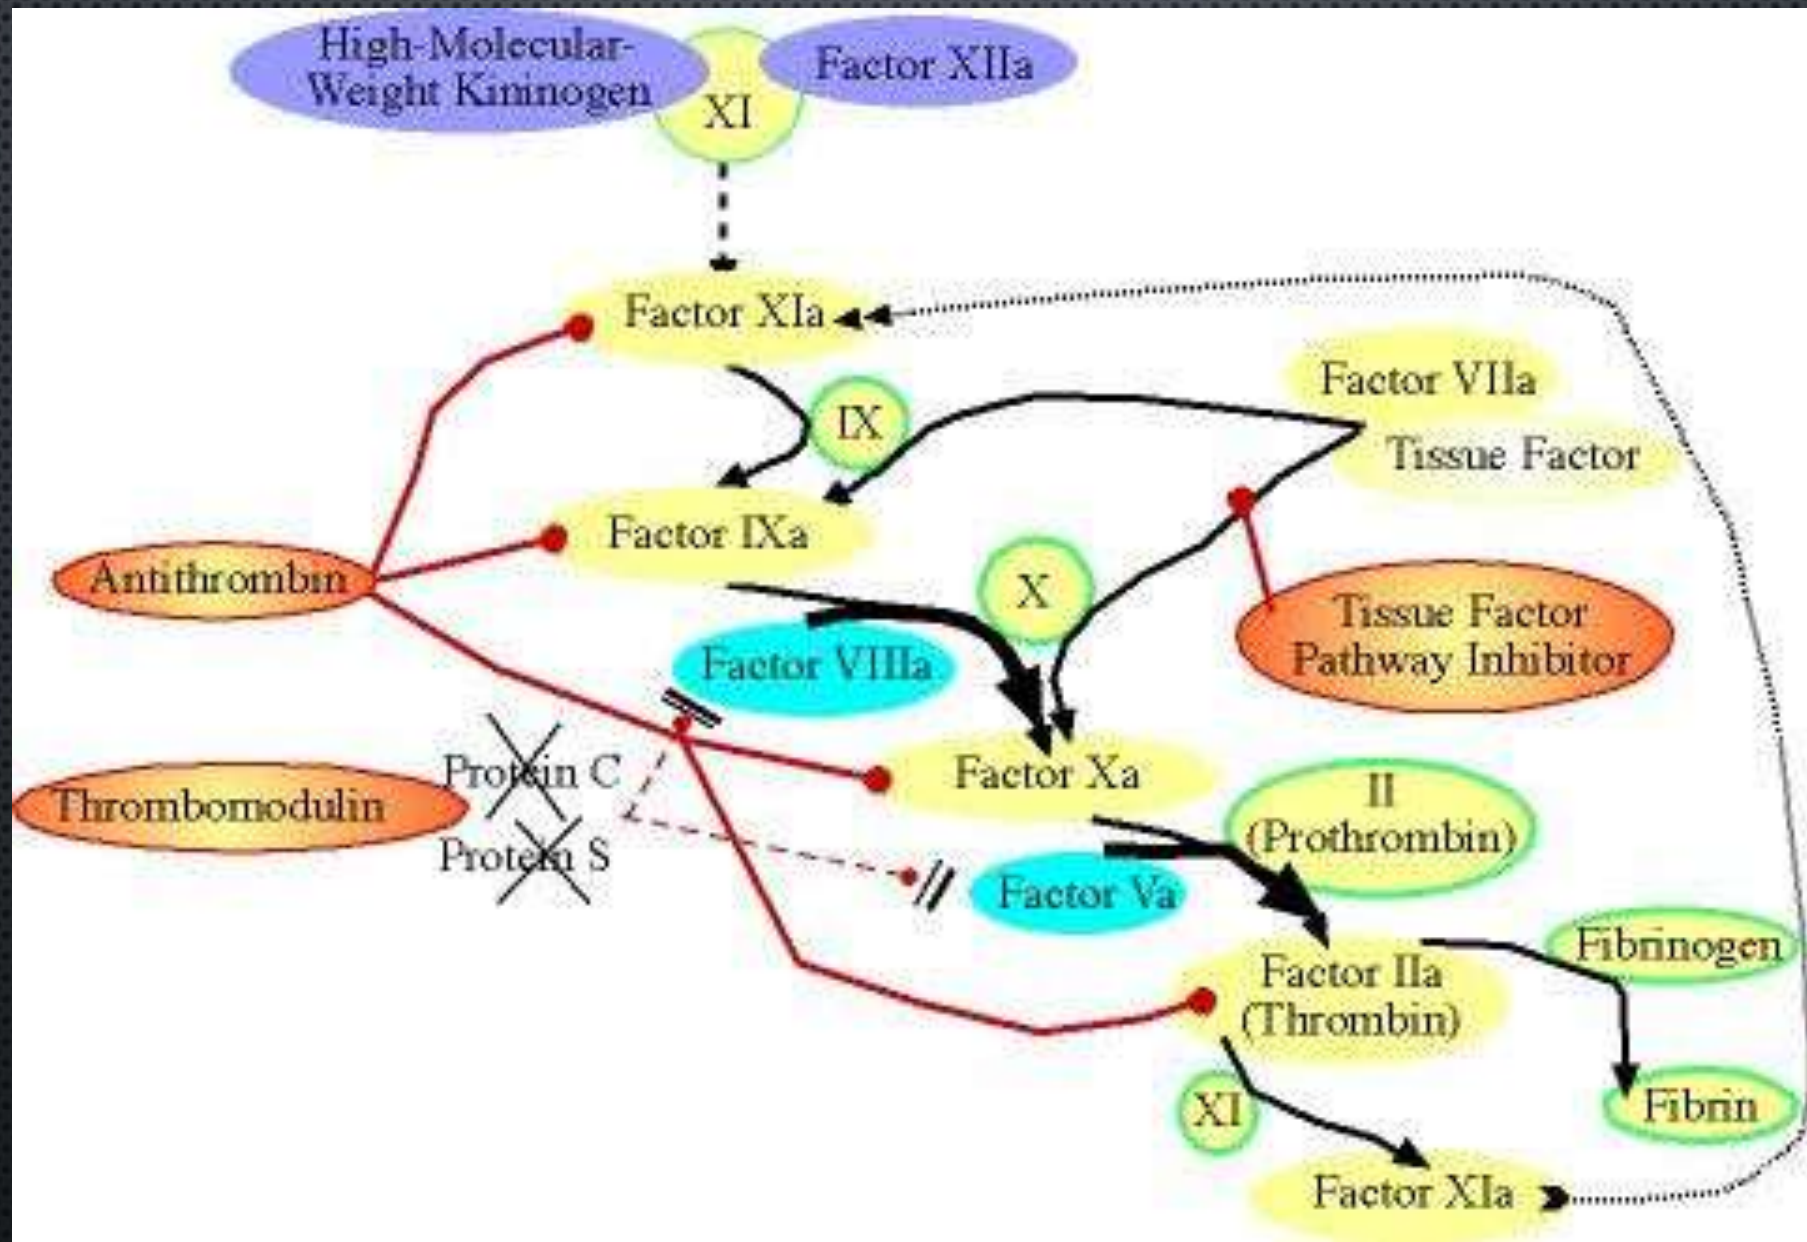 High-Molecular-
Weight Kininogen
XI
Factor XIIa
Factor XIa
Factor VIIa
Tissue Factor
IX
Factor IXa
X
Antithrombin
Tissue Factor
Pathway Inhibitor
Factor VIIIa
Protein C
Thrombomodulin
Protein S
Factor Xa
II
(Prothrombin)
Factor Va
Fibrinogen
Factor IIa
(Thrombin)
XI
Fibrin
Factor XIa